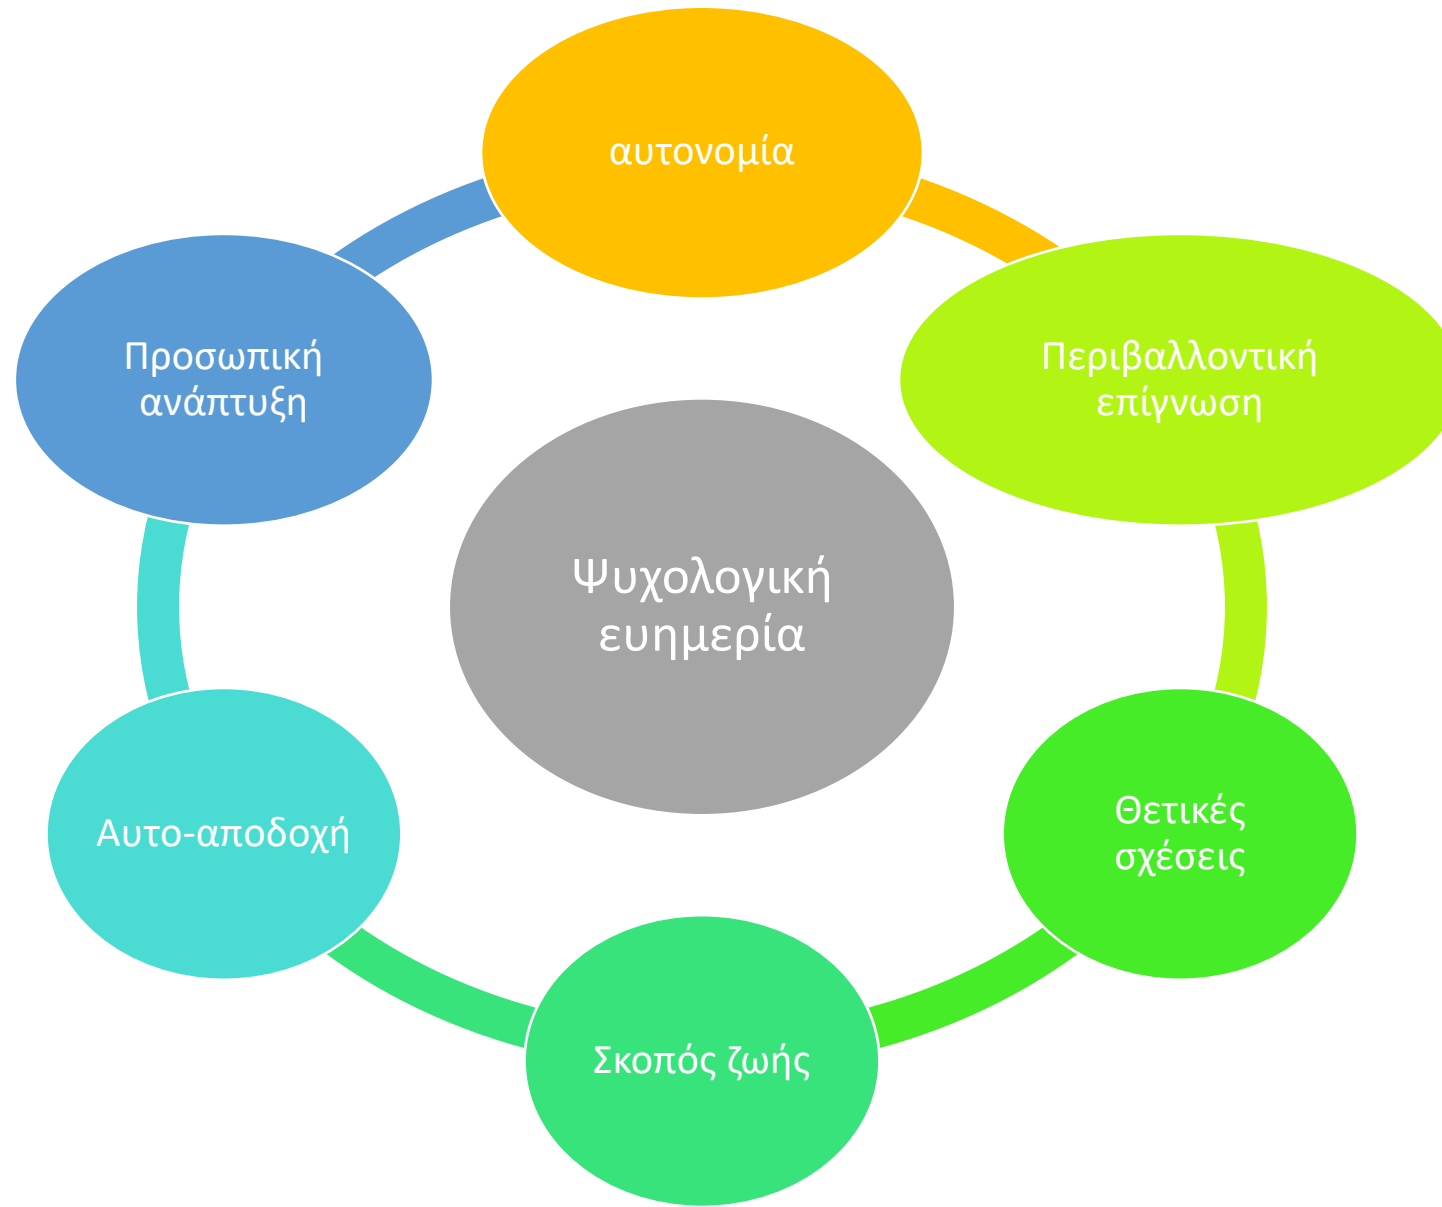 αυτονομία
Περιβαλλοντική
επίγνωση
Θετικές
σχέσεις
Σκοπός ζωής
Αυτο-αποδοχή
Προσωπική
ανάπτυξη
Ψυχολογική
ευημερία